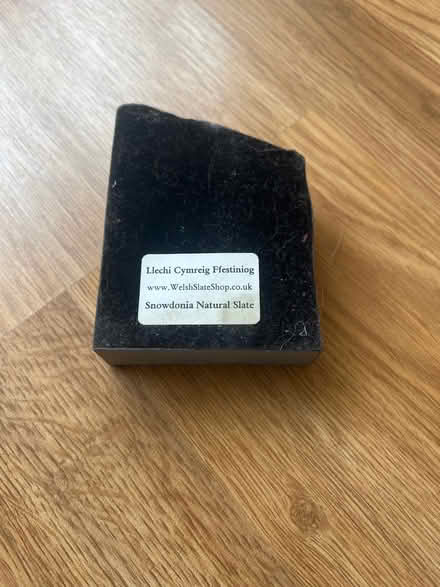 Llechi Cymreig Ffestiniog
www.WelshSlateShop.co.uk
Snowdonia Natural Slate